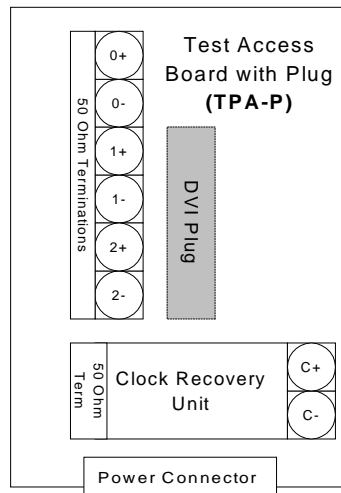 Test Access
Board with Plug
(TPA-P)
50 Ohm Terminations
0+
0-
1+
1-
2+
2-
DVI Plug
50 Ohm
Term
Clock Recovery
Unit
C+
C-
Power Connector